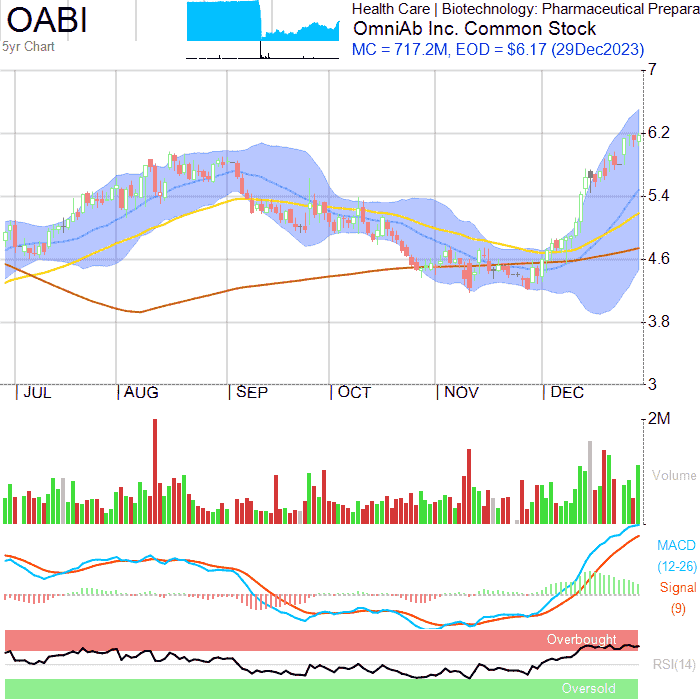 OABI
5yr Chart
Health Care | Biotechnology: Pharmaceutical Prepara
OmniAb Inc. Common Stock
MC = 717.2M, EOD = $6.17 (29Dec2023)
7
6.2
5.4
4.6
3.8
3
JUL AUG SEP OCT NOV DEC
2M
Volume
MACD
(12-26)
Signal
(9)
Overbought
RSI(14)
Oversold